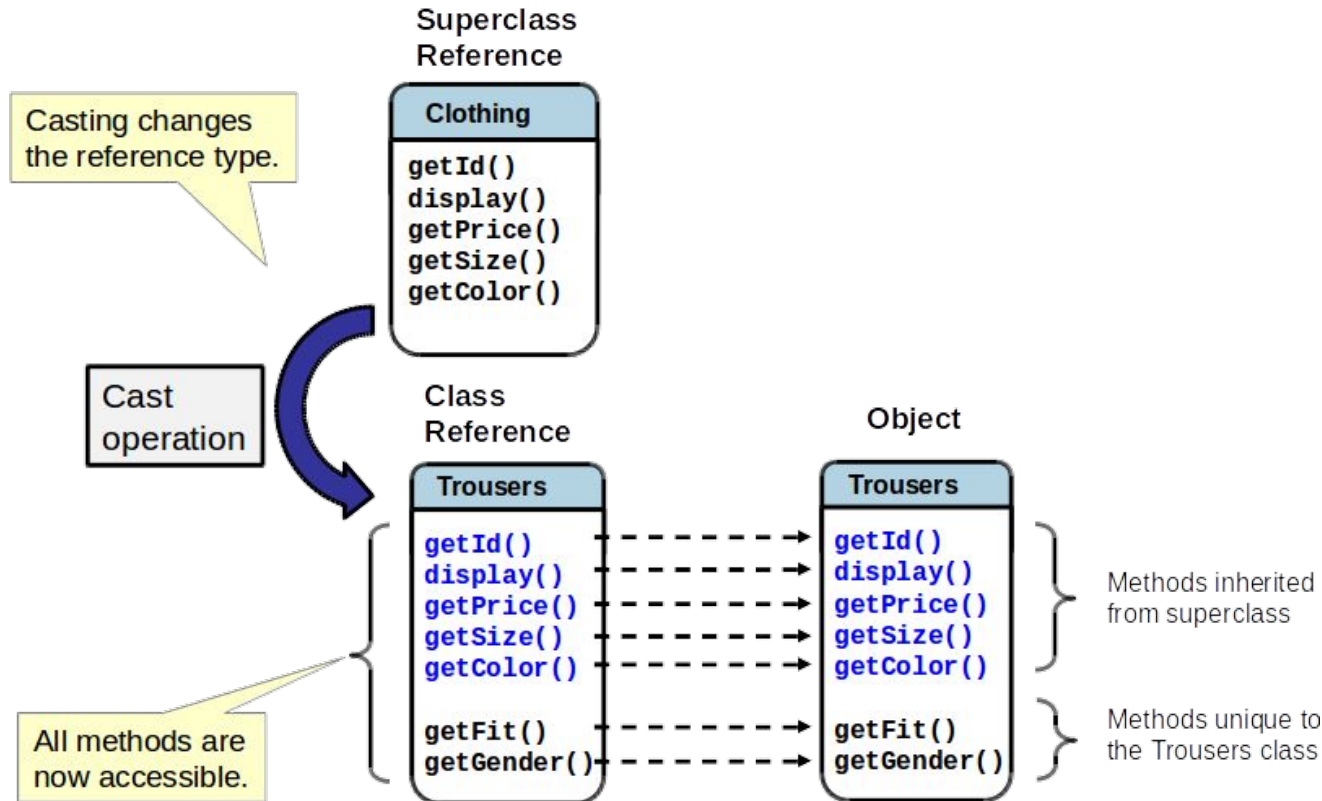 Superclass
Reference
Casting changes
the reference type.
Clothing
getId()
display()
getPrice()
getSize()
getColor()
Cast
operation
Class
Reference
Object
Trousers
getId()
display()
getPrice()
getSize()
getColor()
getFit()
getGender()
Trousers
getId()
display()
getPrice()
getSize()
getColor()
getFit()
getGender()
Methods inherited
from superclass
Methods unique to
the Trousers class
All methods are
now accessible.